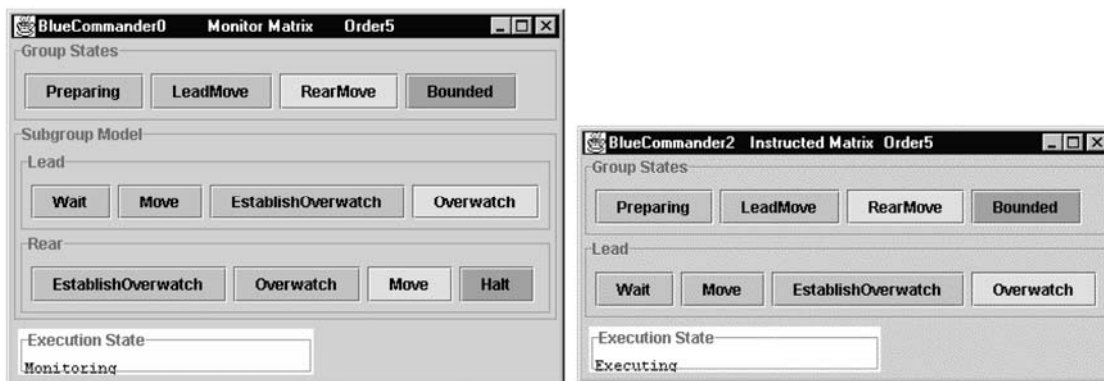 BlueCommander0 Monitor Matrix Order5
Group States
Preparing LeadMove RearMove Bounded
Subgroup Model
Lead
Wait Move EstablishOverwatch Overwatch
Rear
EstablishOverwatch Overwatch Move Halt
Execution State
Monitoring
BlueCommander2 Instructed Matrix Order5
Group States
Preparing LeadMove RearMove Bounded
Lead
Wait Move EstablishOverwatch Overwatch
Execution State
Executing